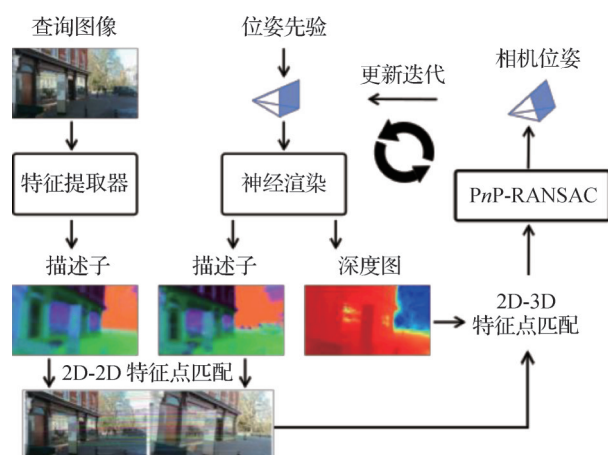 查询图像
位姿先验
更新迭代
相机位姿
特征提取器
神经渲染
PnP-RANSAC
描述子
描述子
深度图
2D-3D
特征点匹配
2D-2D 特征点匹配